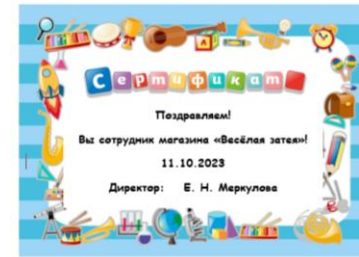 Сертификат
Поздравляем!
Вы сотрудник магазина «Весёлая затея»!
11.10.2023
Директор: Е. Н. Меркулова